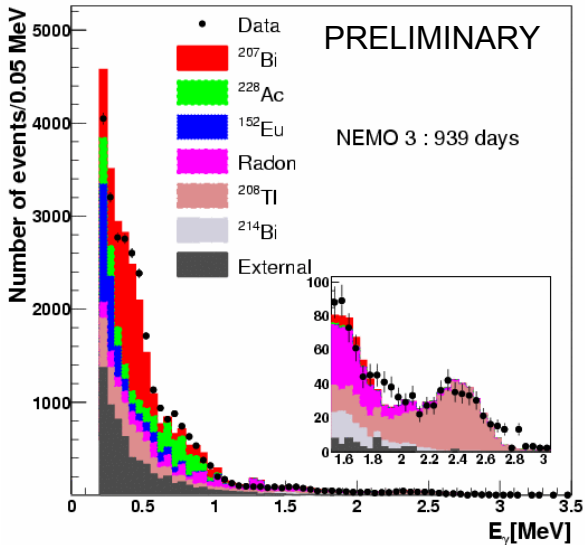 PRELIMINARY
Number of events/0.05 MeV
5000
4000
3000
2000
1000
0
Data
²⁰⁷Bi
²²⁸Ac
¹⁵²Eu
Radon
²⁰⁸Tl
²¹⁴Bi
External
NEMO 3 : 939 days
100
80
60
40
20
0
1.6 1.8 2 2.2 2.4 2.6 2.8 3
0 0.5 1 1.5 2 2.5 3 3.5
Eγ[MeV]